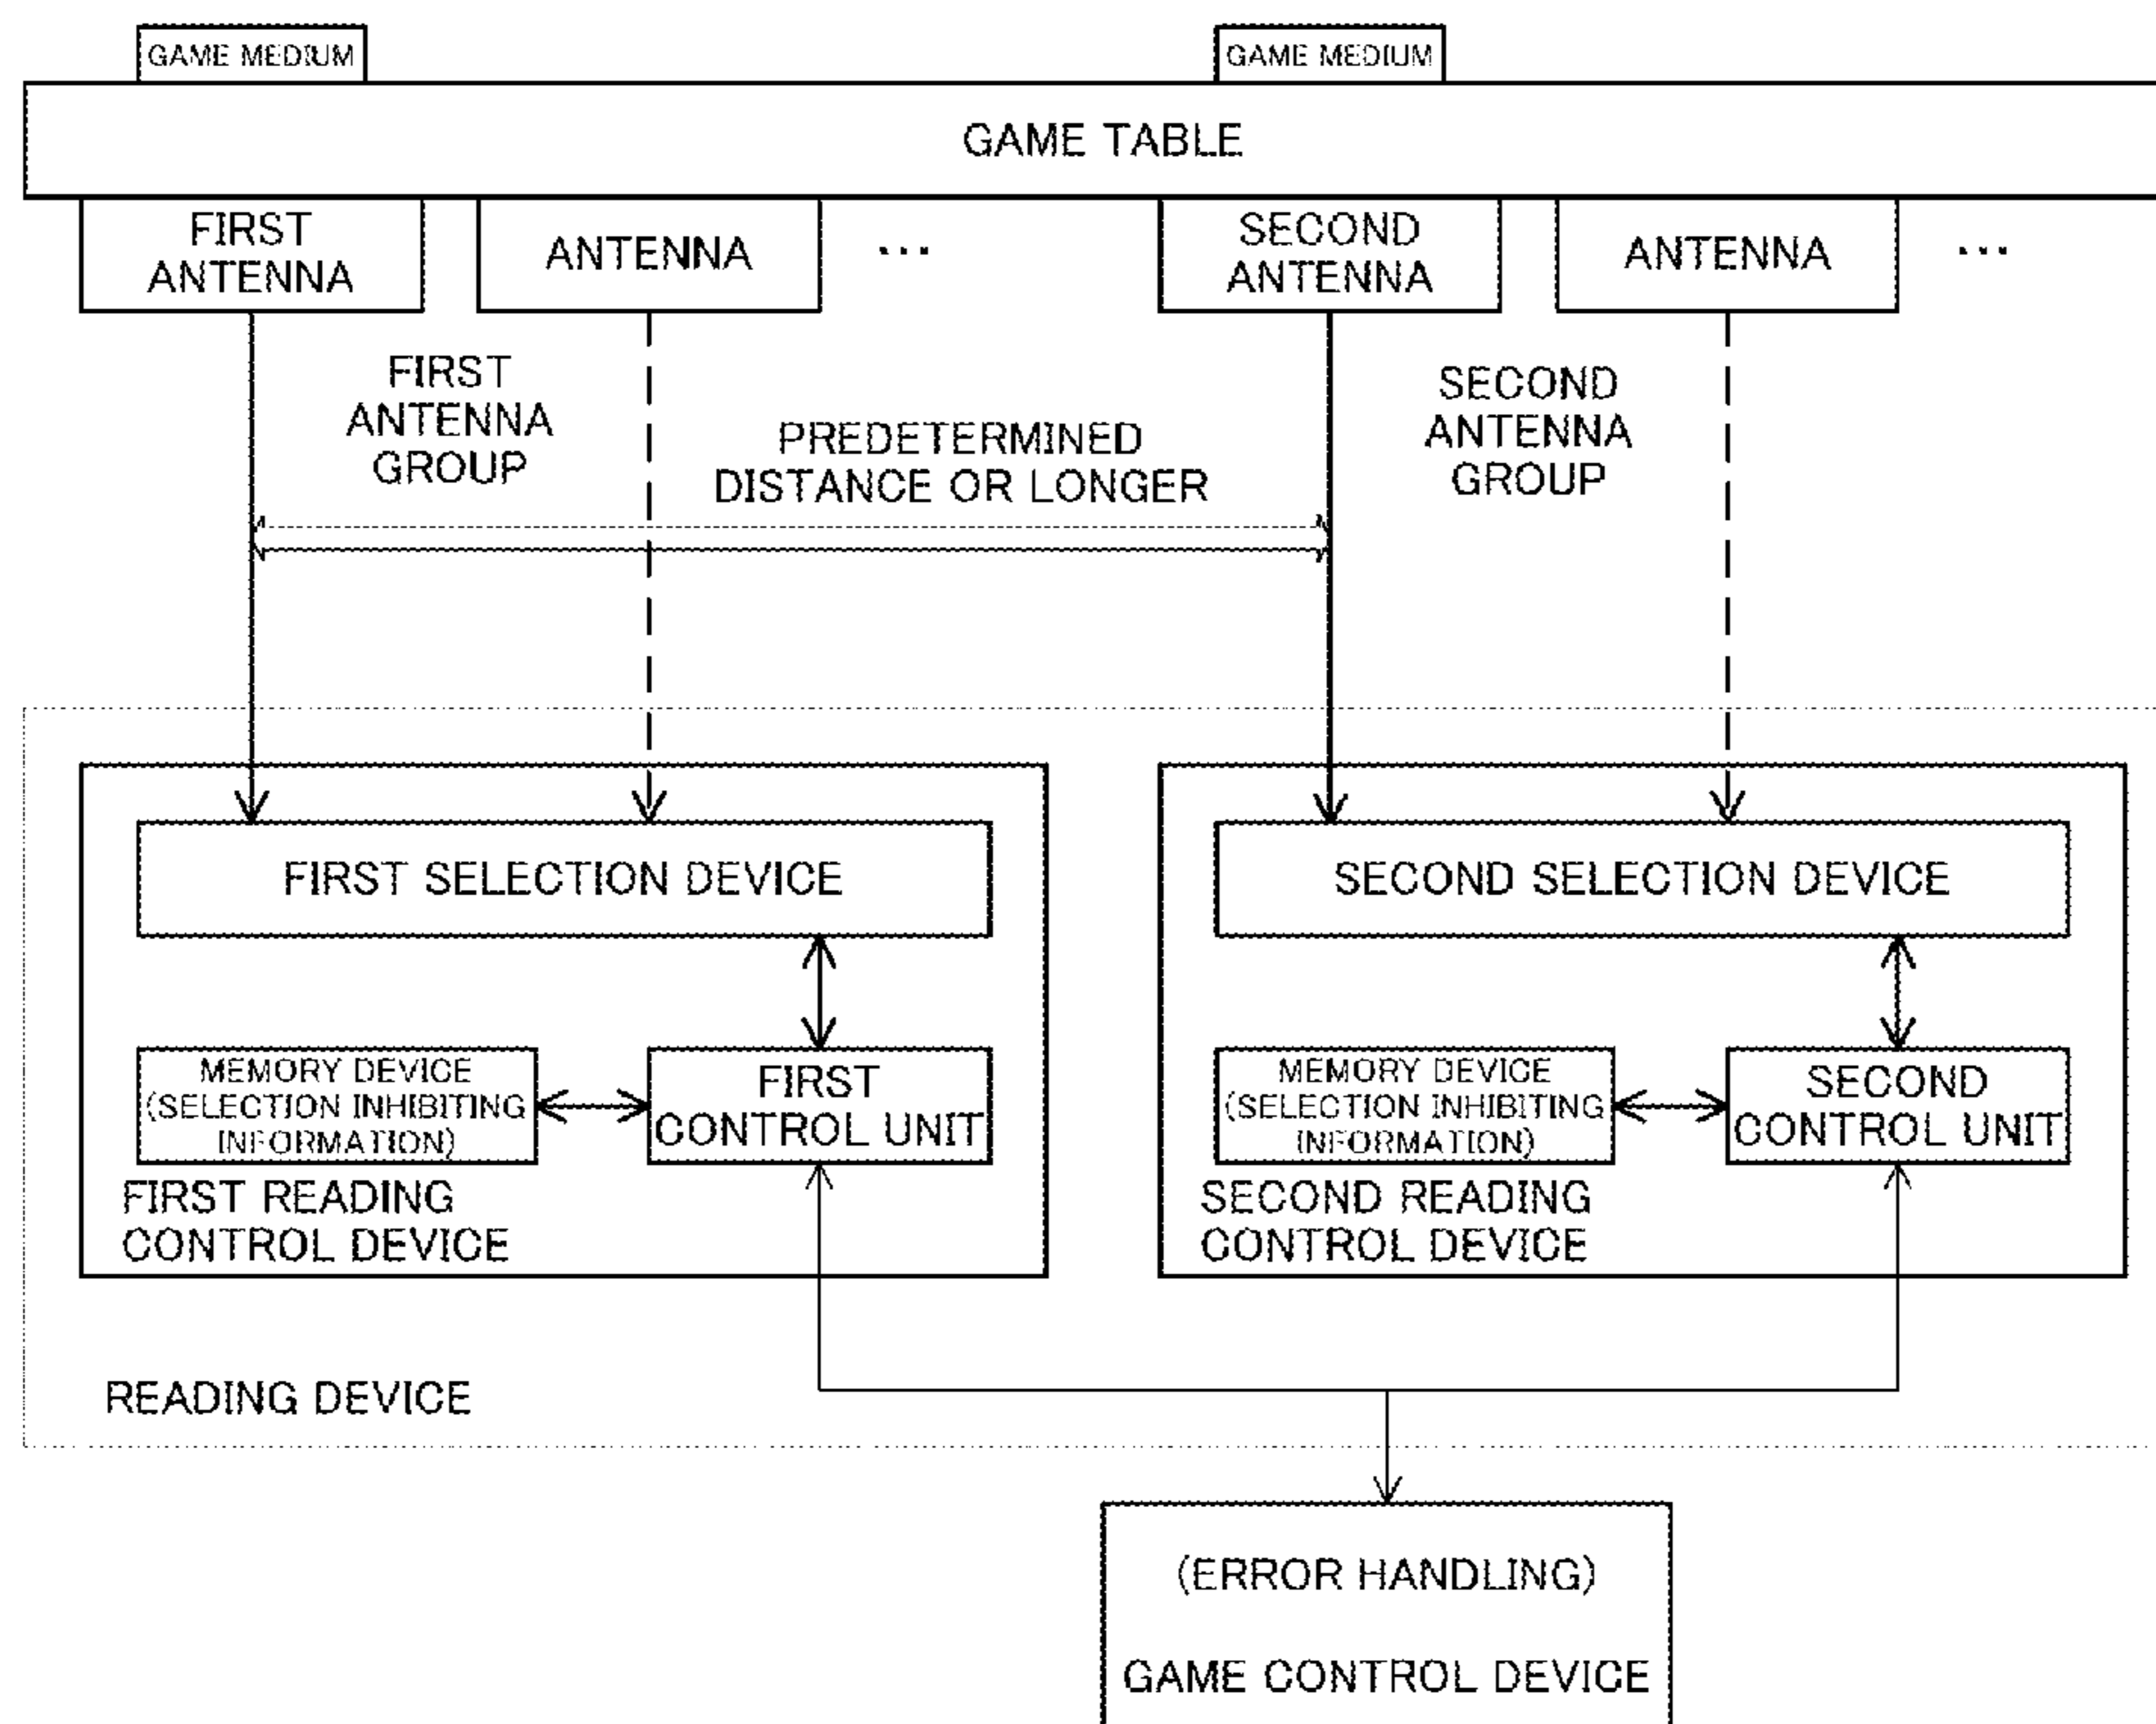 GAME MEDIUM
GAME MEDIUM
GAME TABLE
FIRST
ANTENNA
ANTENNA
...
SECOND
ANTENNA
ANTENNA
...
FIRST
ANTENNA
GROUP
PREDETERMINED
DISTANCE OR LONGER
SECOND
ANTENNA
GROUP
FIRST SELECTION DEVICE
MEMORY DEVICE
(SELECTION INHIBITING
INFORMATION)
FIRST
CONTROL UNIT
FIRST READING
CONTROL DEVICE
SECOND SELECTION DEVICE
MEMORY DEVICE
(SELECTION INHIBITING
INFORMATION)
SECOND
CONTROL UNIT
SECOND READING
CONTROL DEVICE
READING DEVICE
(ERROR HANDLING)
GAME CONTROL DEVICE